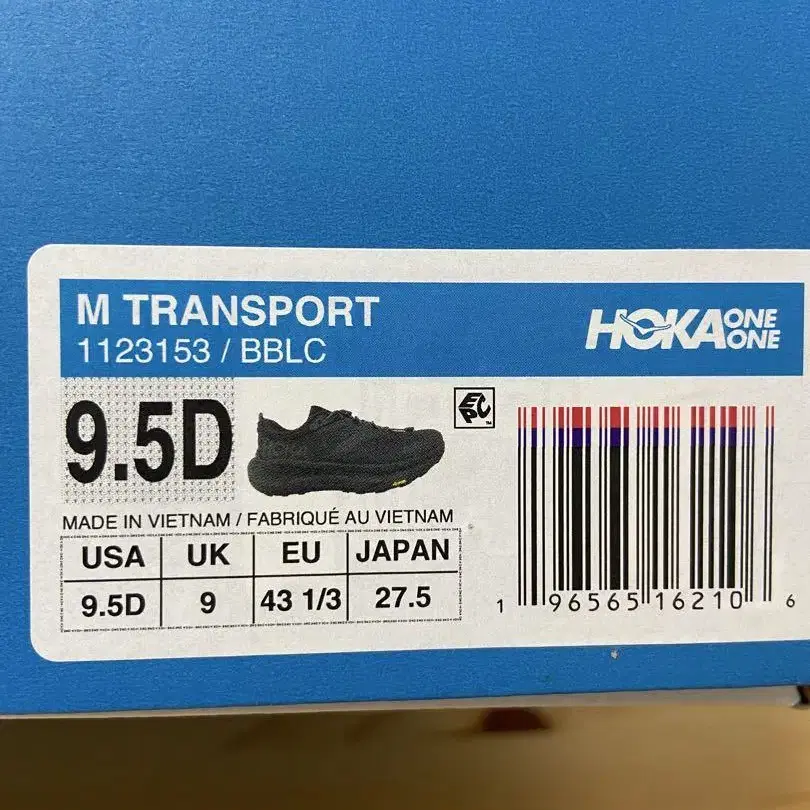 M TRANSPORT
1123153 / BBLC
HOKA ONE ONE
9.5D
EPC™
MADE IN VIETNAM / FABRIQUÉ AU VIETNAM
USA UK EU JAPAN
9.5D 9 43 1/3 27.5
1 96565 16210 6